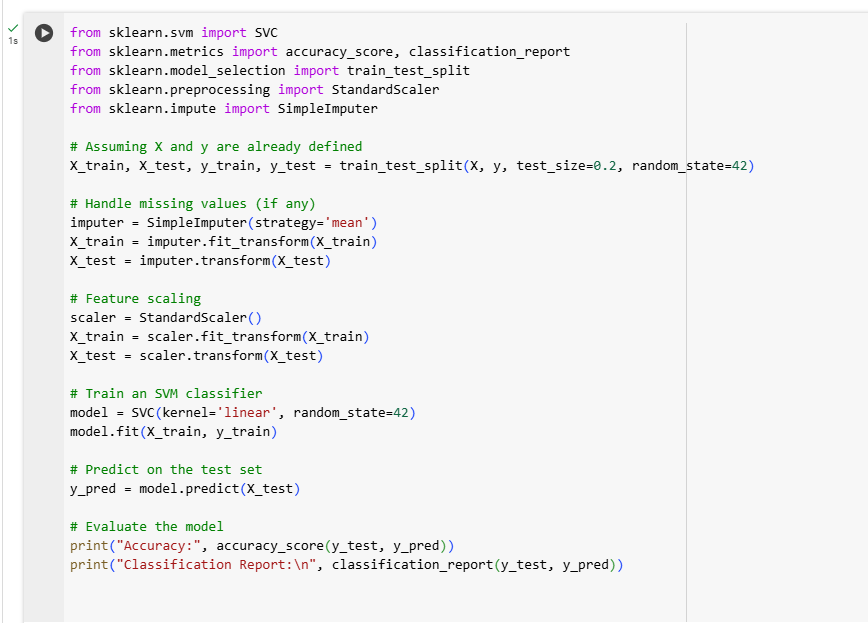 1s
from sklearn.svm import SVC
from sklearn.metrics import accuracy_score, classification_report
from sklearn.model_selection import train_test_split
from sklearn.preprocessing import StandardScaler
from sklearn.impute import SimpleImputer
# Assuming X and y are already defined
X_train, X_test, y_train, y_test = train_test_split(X, y, test_size=0.2, random_state=42)
# Handle missing values (if any)
imputer = SimpleImputer(strategy='mean')
X_train = imputer.fit_transform(X_train)
X_test = imputer.transform(X_test)
# Feature scaling
scaler = StandardScaler()
X_train = scaler.fit_transform(X_train)
X_test = scaler.transform(X_test)
# Train an SVM classifier
model = SVC(kernel='linear', random_state=42)
model.fit(X_train, y_train)
# Predict on the test set
y_pred = model.predict(X_test)
# Evaluate the model
print("Accuracy:", accuracy_score(y_test, y_pred))
print("Classification Report:\n", classification_report(y_test, y_pred))